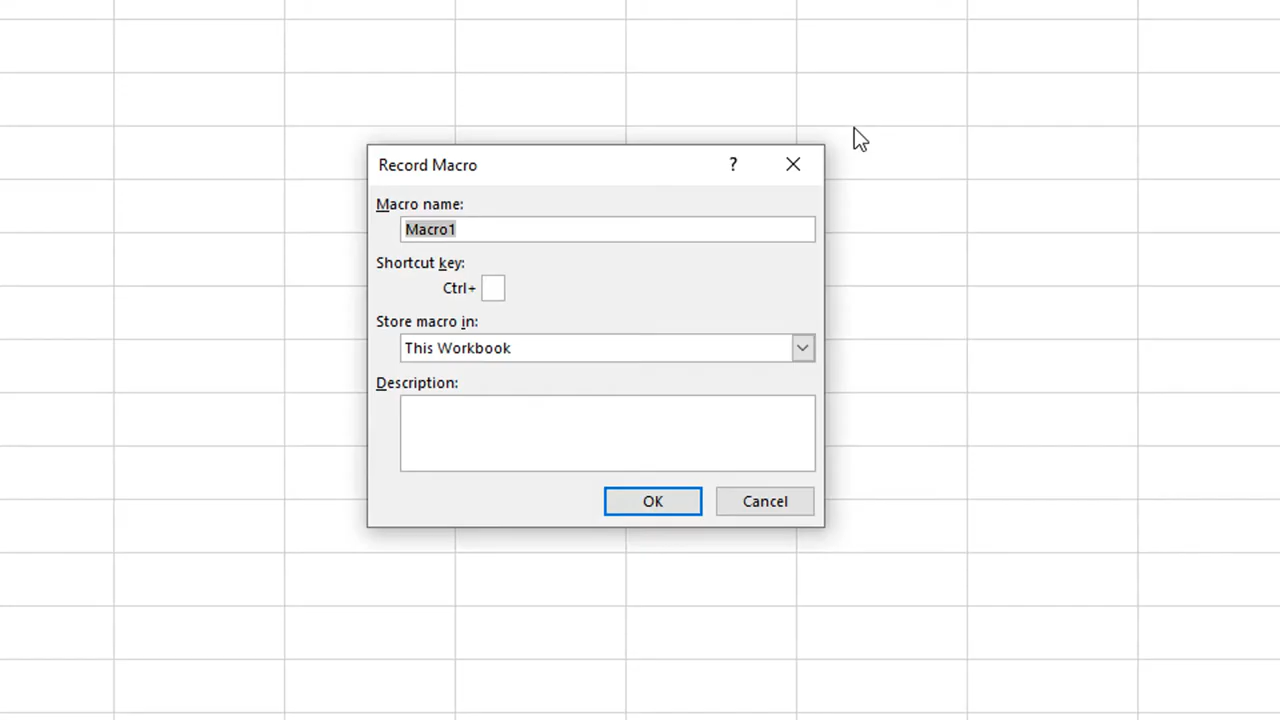 Record Macro ?
Macro name:
Macro1
Shortcut key:
Ctrl+
Store macro in:
This Workbook
Description:
OK Cancel